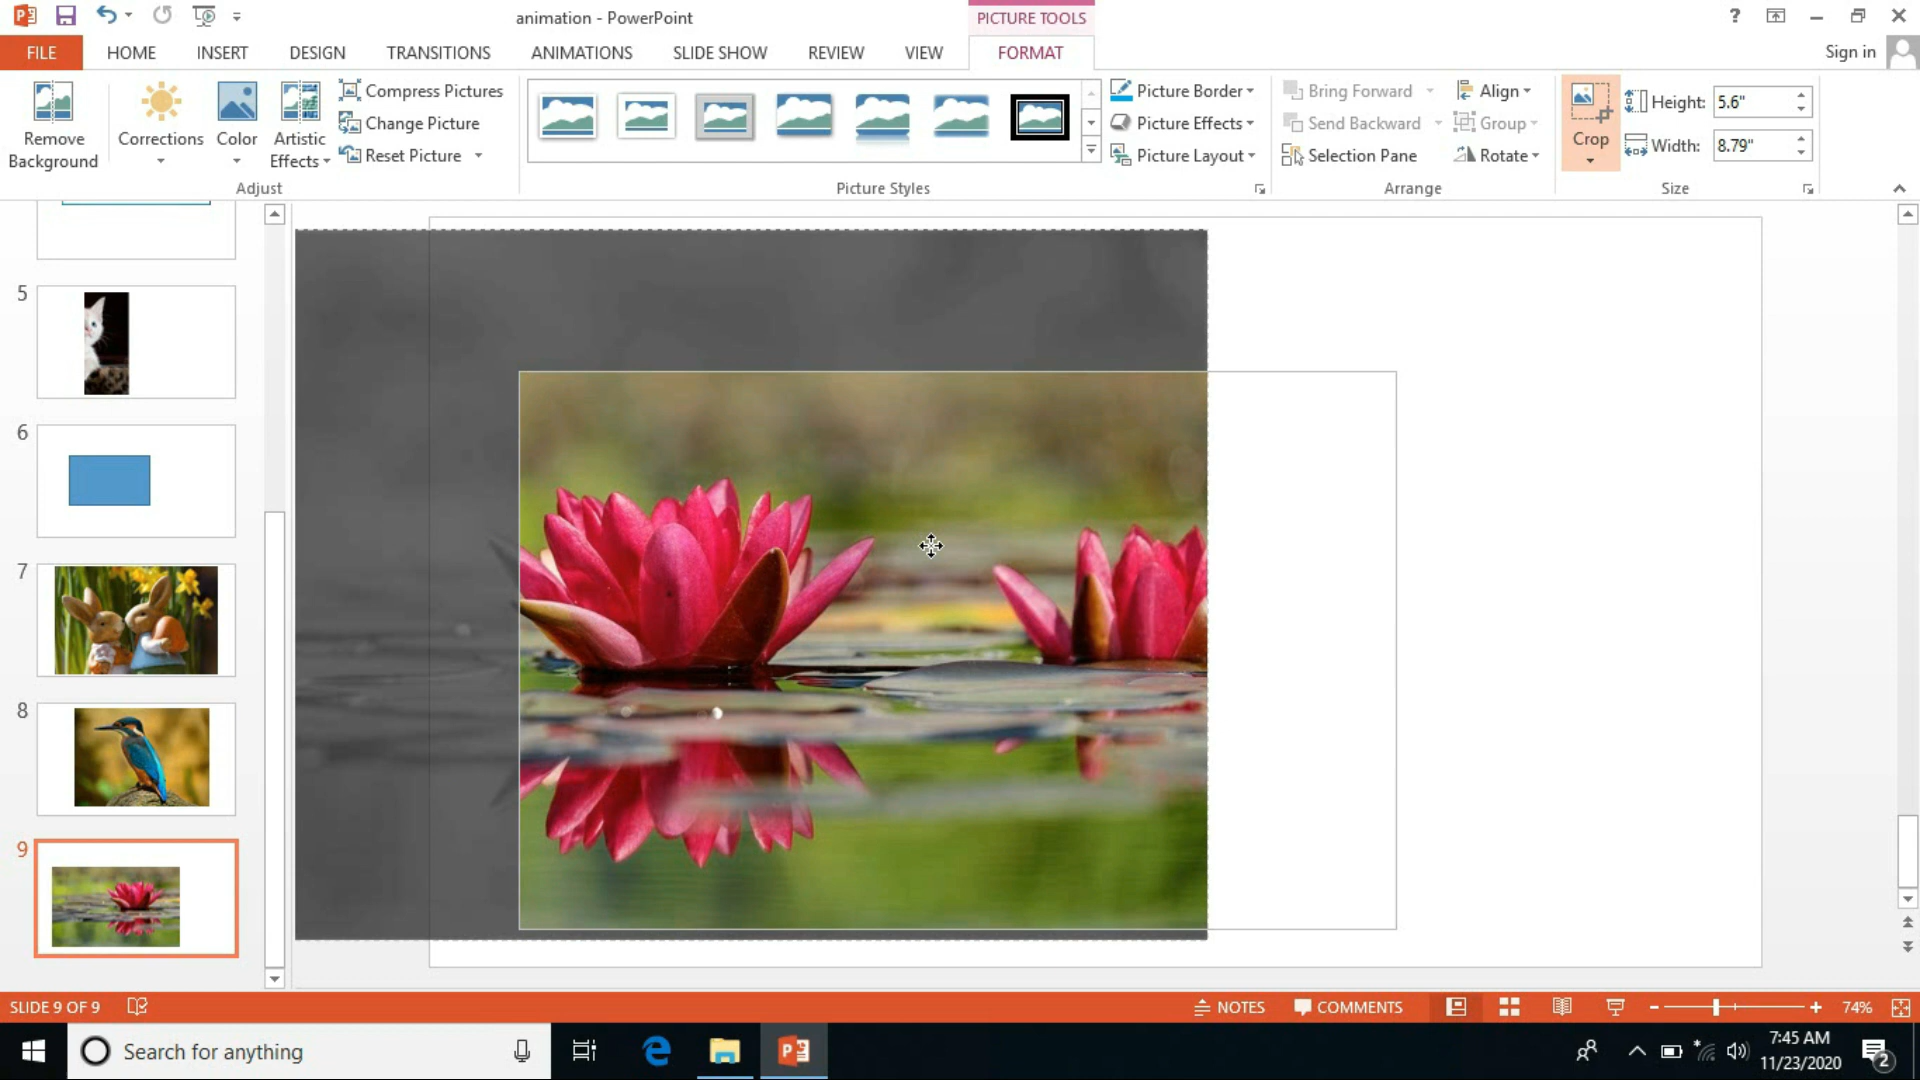 animation - PowerPoint
PICTURE TOOLS
?
FILE
HOME
INSERT
DESIGN
TRANSITIONS
ANIMATIONS
SLIDE SHOW
REVIEW
VIEW
FORMAT
Sign in
Remove
Background
Corrections
Color
Artistic
Effects
Compress Pictures
Change Picture
Reset Picture
Adjust
Picture Border
Picture Effects
Picture Layout
Picture Styles
Bring Forward
Send Backward
Selection Pane
Align
Group
Rotate
Arrange
Crop
Height: 5.6"
Width: 8.79"
Size
5
6
7
8
9
SLIDE 9 OF 9
NOTES
COMMENTS
74%
Search for anything
7:45 AM
11/23/2020
2